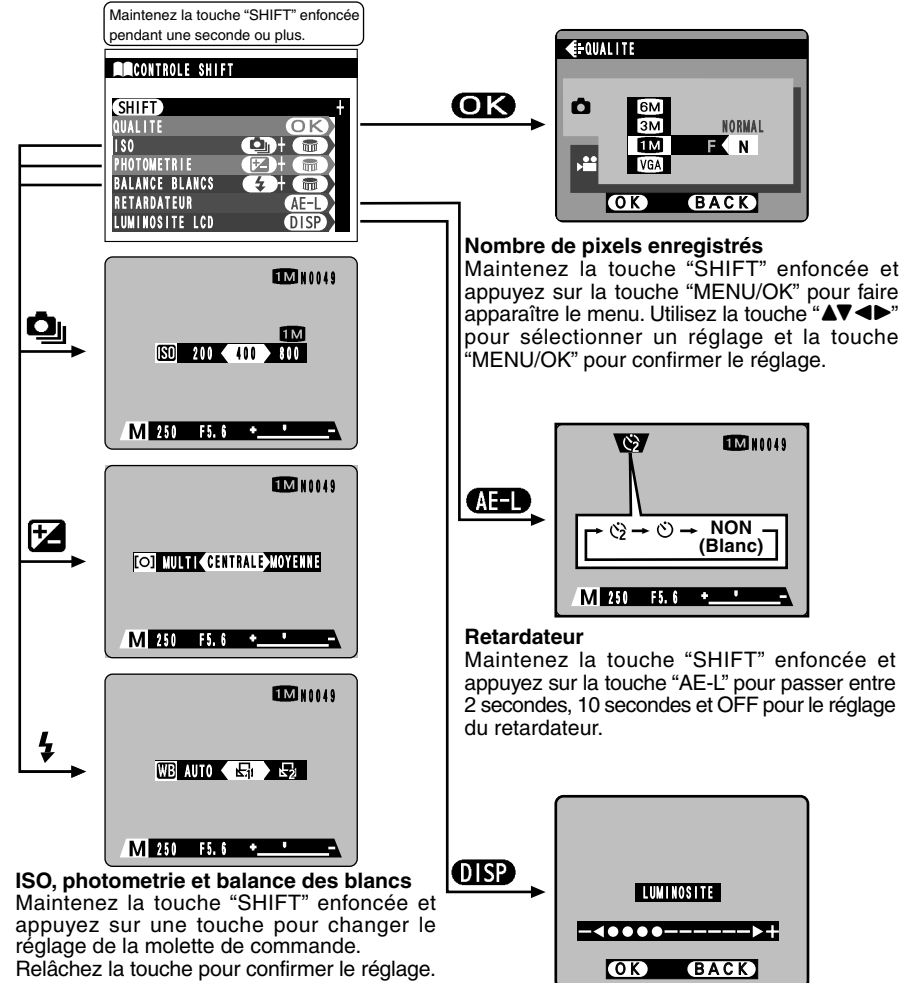 Maintenez la touche “SHIFT” enfoncée
pendant une seconde ou plus.
CONTROLE SHIFT
SHIFT +
QUALITE OK
ISO +
PHOTOMETRIE +
BALANCE BLANCS +
RETARDATEUR AE-L
LUMINOSITE LCD DISP
OK
QUALITE
6M
3M NORMAL
1M F N
VGA
OK BACK
Nombre de pixels enregistrés
Maintenez la touche “SHIFT” enfoncée et
appuyez sur la touche “MENU/OK” pour faire
apparaître le menu. Utilisez la touche “▲▼◄►”
pour sélectionner un réglage et la touche
“MENU/OK” pour confirmer le réglage.
1M N0049
1M
ISO 200 400 800
M 250 F5.6 + -
1M N0049
[O] MULTI CENTRALE MOYENNE
M 250 F5.6 + -
1M N0049
WB AUTO 1 2
M 250 F5.6 + -
ISO, photometrie et balance des blancs
Maintenez la touche “SHIFT” enfoncée et
appuyez sur une touche pour changer le
réglage de la molette de commande.
Relâchez la touche pour confirmer le réglage.
AE-L
2 1M N0049
→ 2 → → NON
(Blanc)
M 250 F5.6 + -
Retardateur
Maintenez la touche “SHIFT” enfoncée et
appuyez sur la touche “AE-L” pour passer entre
2 secondes, 10 secondes et OFF pour le réglage
du retardateur.
DISP
LUMINOSITE
- +
OK BACK